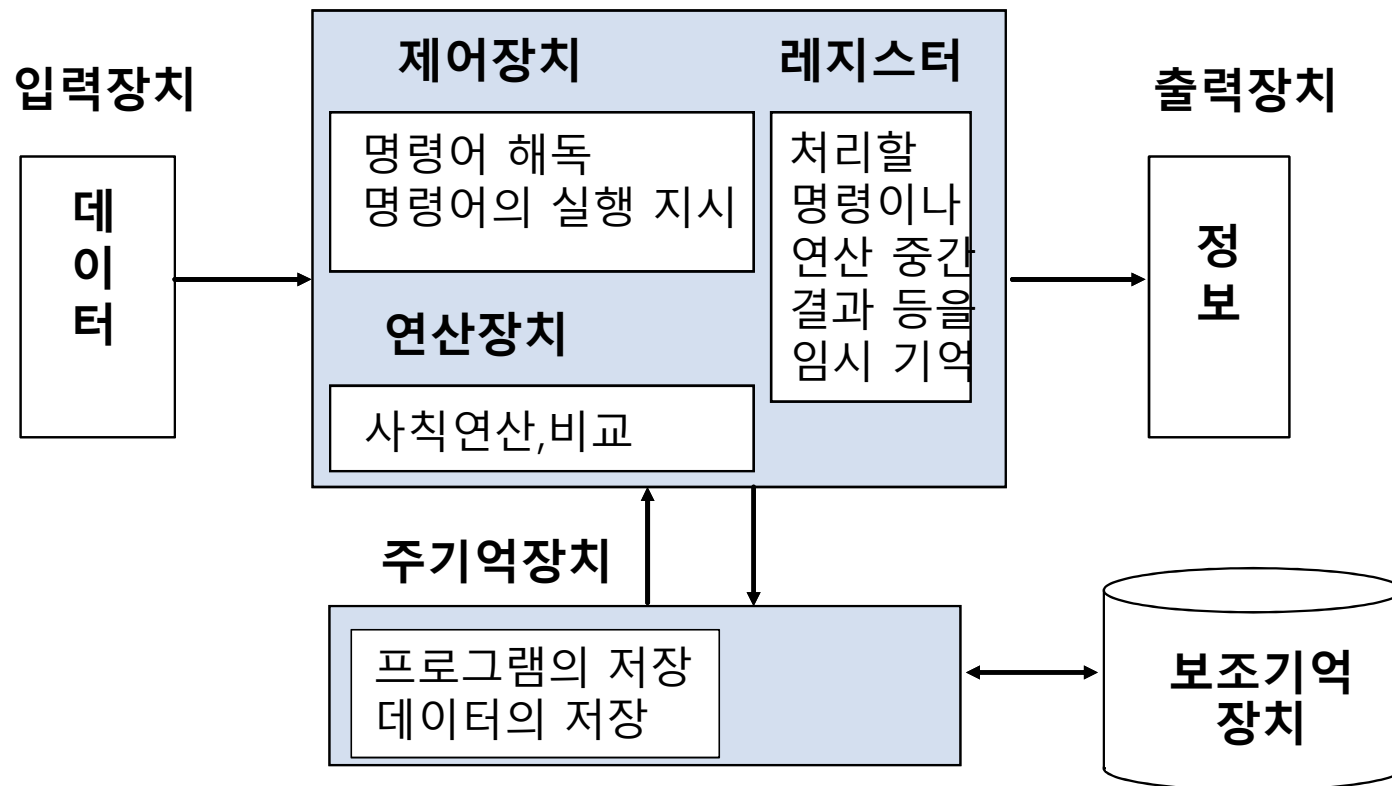 입력장치
데
이
터
제어장치
명령어 해독
명령어의 실행 지시
연산장치
사칙연산,비교
레지스터
처리할
명령이나
연산 중간
결과 등을
임시 기억
출력장치
정
보
주기억장치
프로그램의 저장
데이터의 저장
보조기억
장치